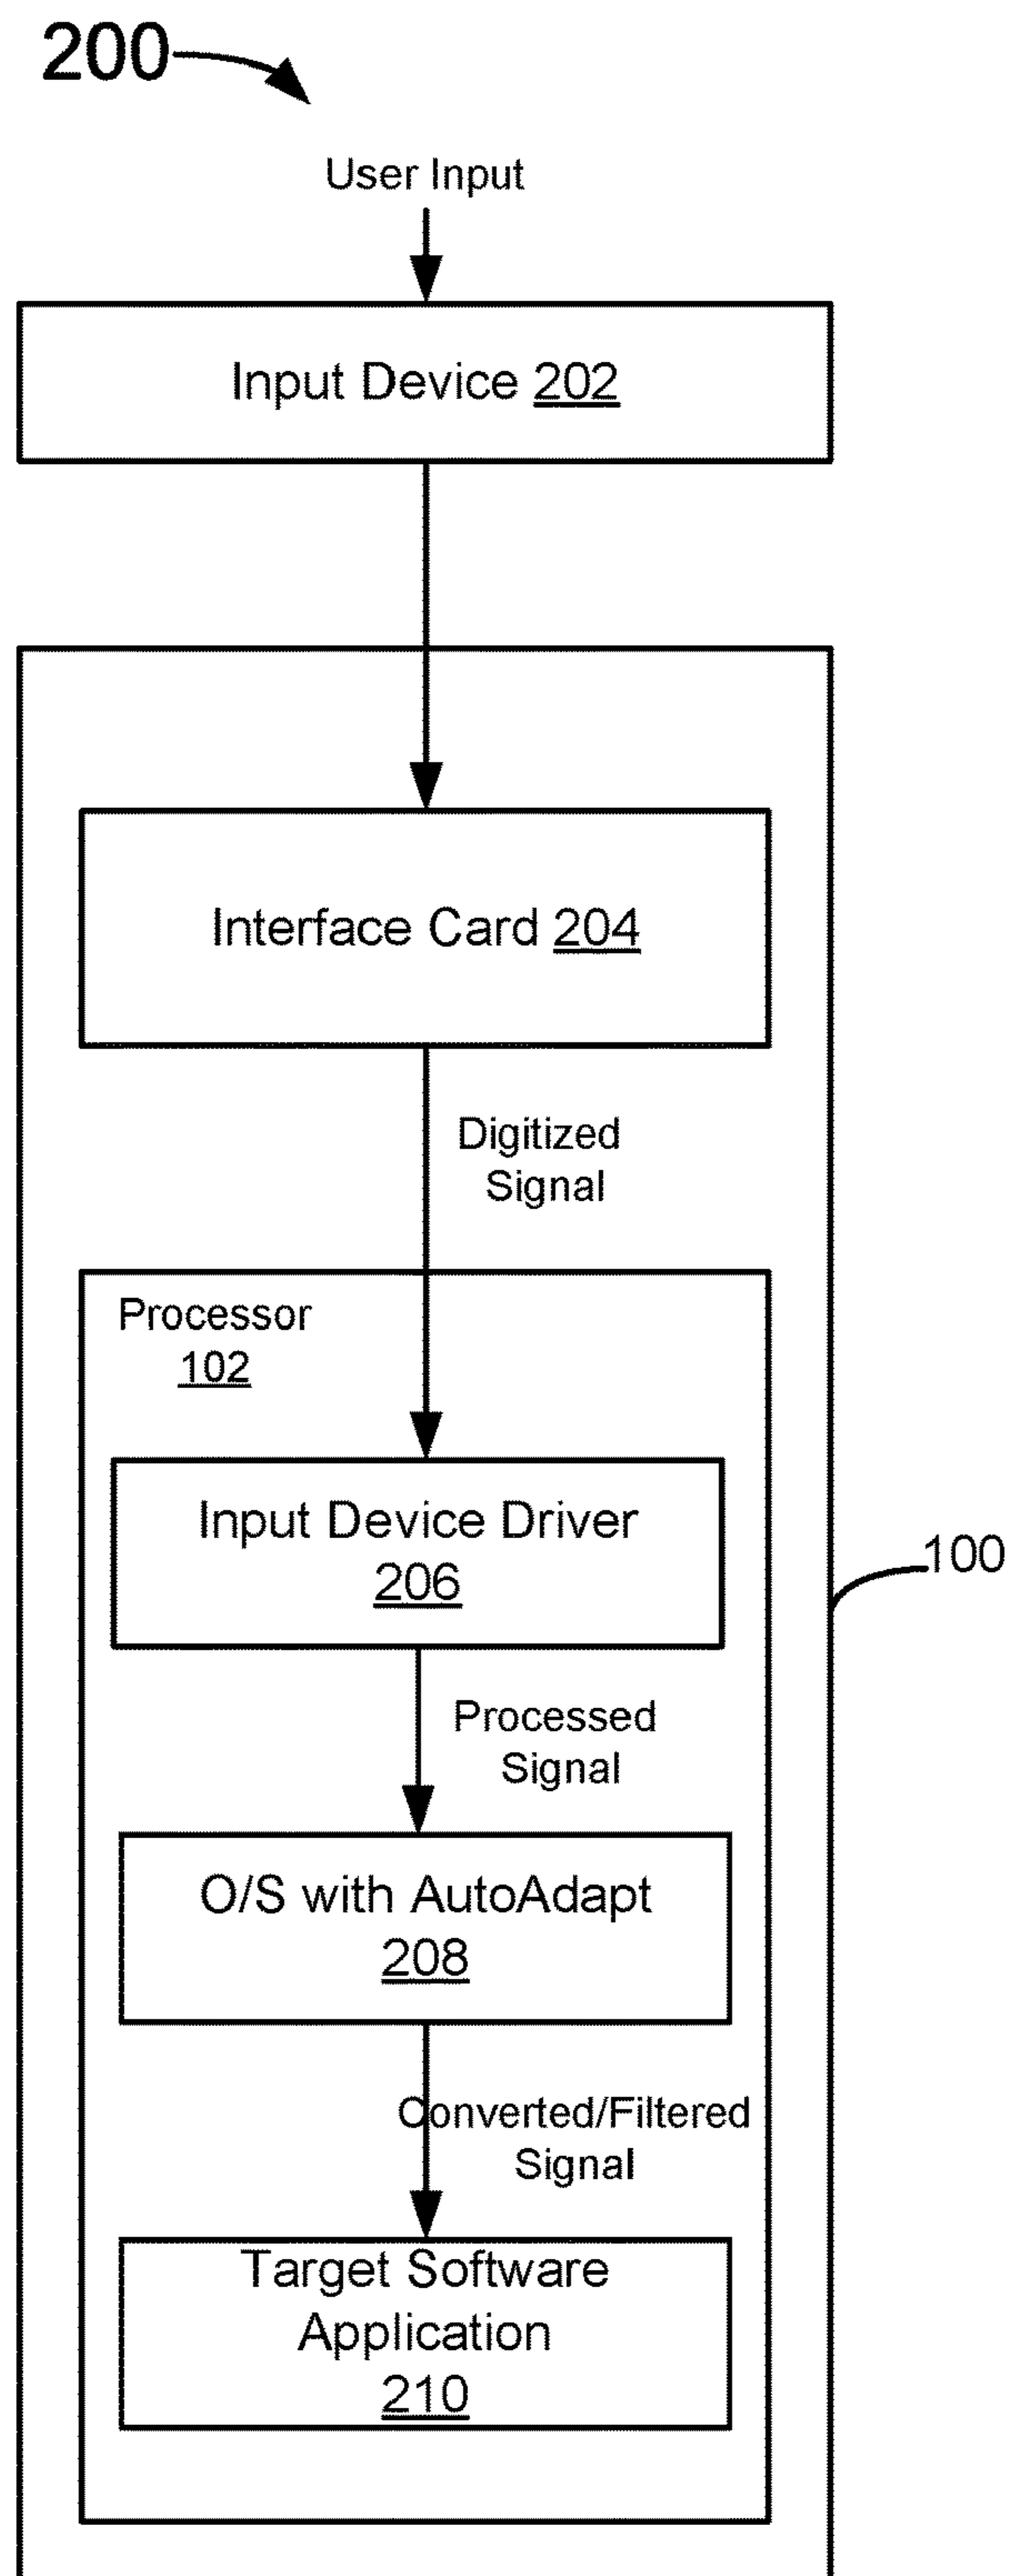 200
User Input
Input Device 202
Interface Card 204
Digitized
Signal
Processor
102
Input Device Driver
206
100
Processed
Signal
O/S with AutoAdapt
208
Converted/Filtered
Signal
Target Software
Application
210